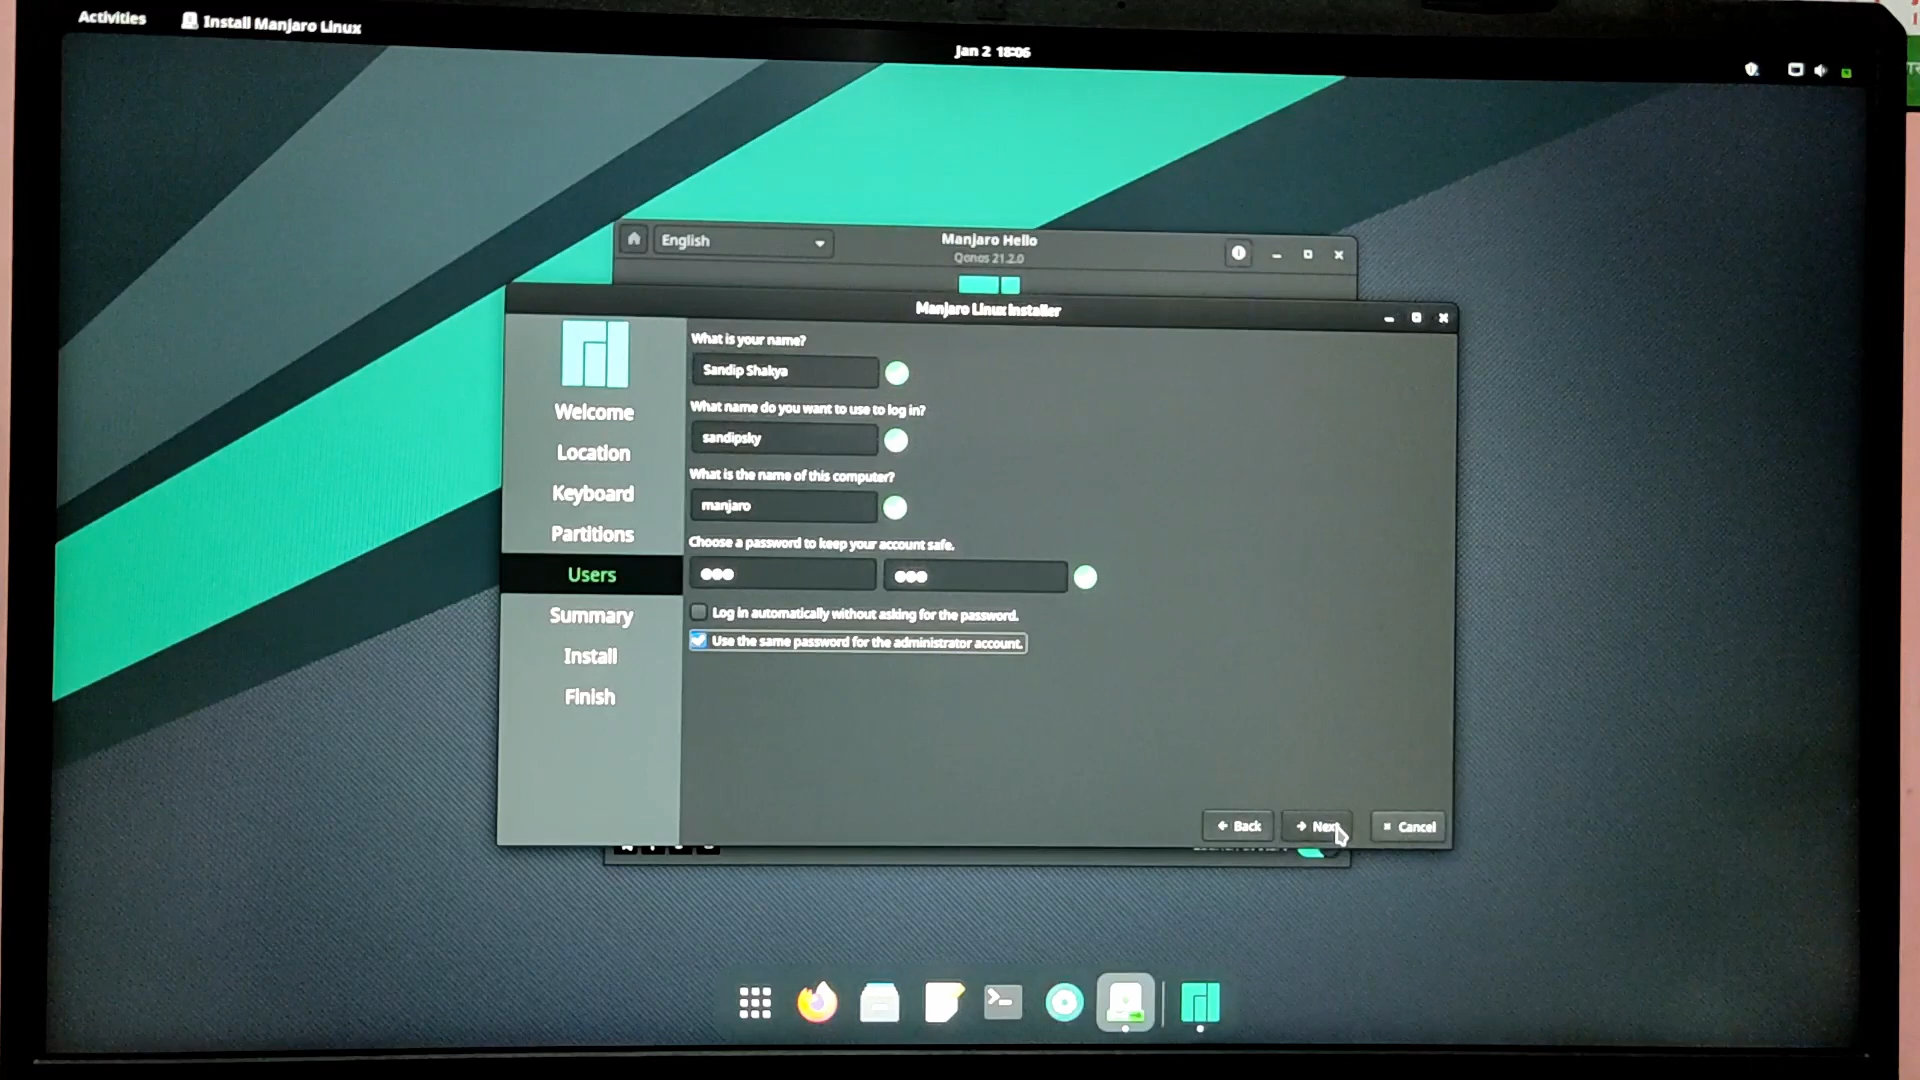 Activities
Install Manjaro Linux
Jan 2 18:06
English
Manjaro Hello
Qonos 21.2.0
Manjaro Linux Installer
Welcome
Location
Keyboard
Partitions
Users
Summary
Install
Finish
What is your name?
Sandip Shakya
What name do you want to use to log in?
sandipsky
What is the name of this computer?
manjaro
Choose a password to keep your account safe.
Log in automatically without asking for the password.
Use the same password for the administrator account.
Back
Next
Cancel